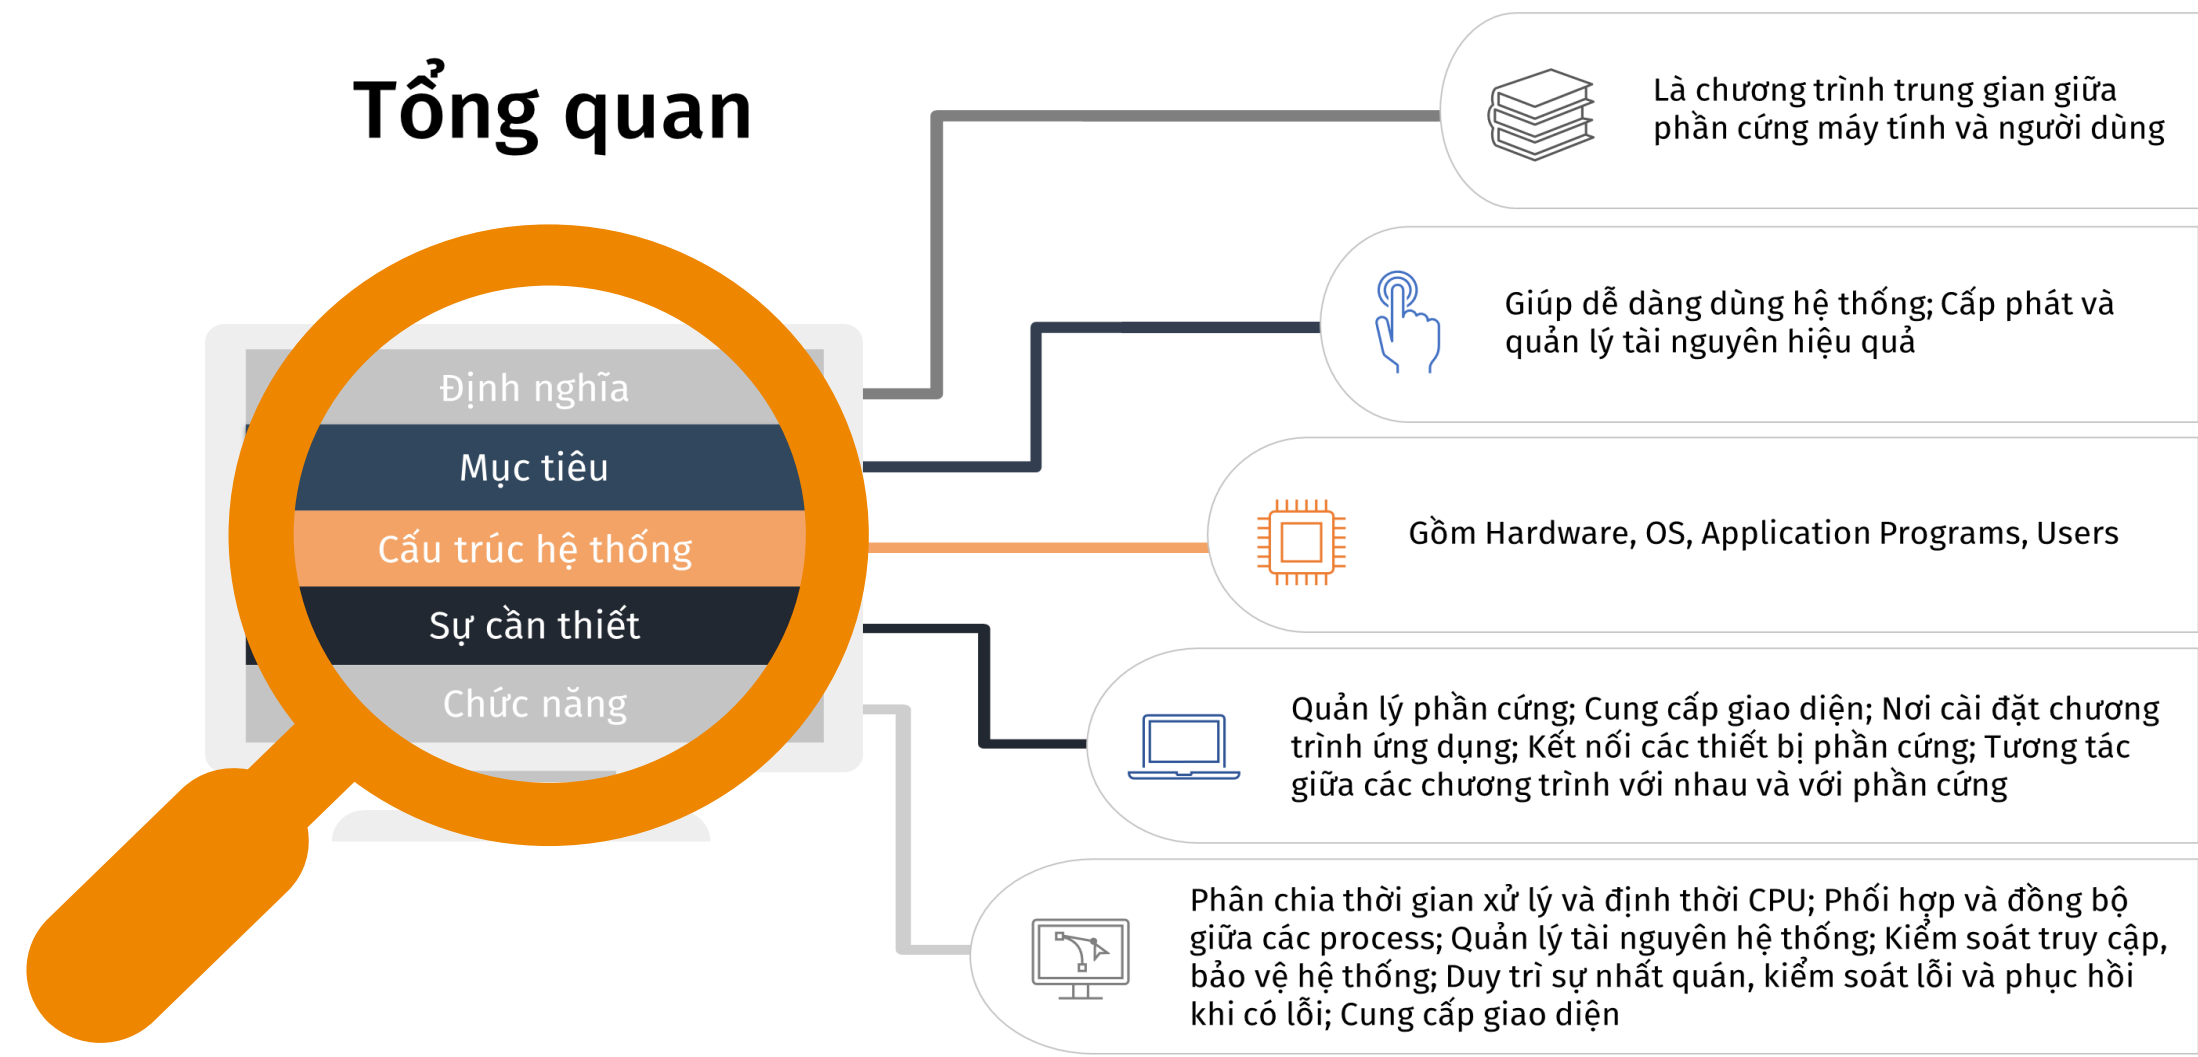 Tổng quan
Định nghĩa
Mục tiêu
Cấu trúc hệ thống
Sự cần thiết
Chức năng
Là chương trình trung gian giữa
phần cứng máy tính và người dùng
Giúp dễ dàng dùng hệ thống; Cấp phát và
quản lý tài nguyên hiệu quả
Gồm Hardware, OS, Application Programs, Users
Quản lý phần cứng; Cung cấp giao diện; Nơi cài đặt chương
trình ứng dụng; Kết nối các thiết bị phần cứng; Tương tác
giữa các chương trình với nhau và với phần cứng
Phân chia thời gian xử lý và định thời CPU; Phối hợp và đồng bộ
giữa các process; Quản lý tài nguyên hệ thống; Kiểm soát truy cập,
bảo vệ hệ thống; Duy trì sự nhất quán, kiểm soát lỗi và phục hồi
khi có lỗi; Cung cấp giao diện